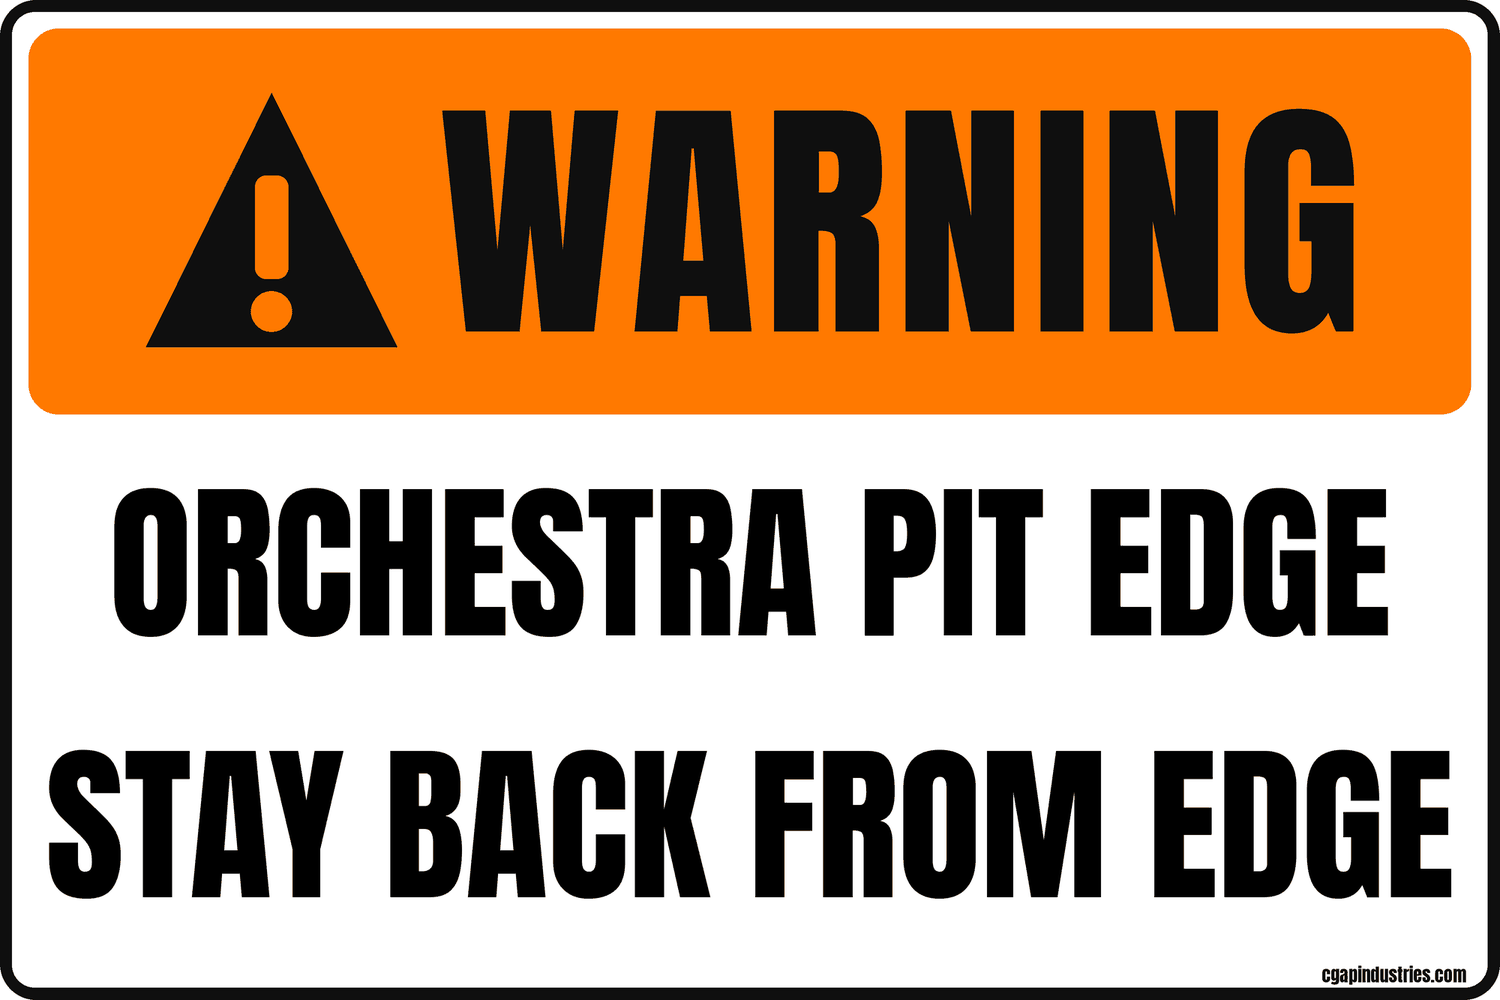 WARNING
ORCHESTRA PIT EDGE
STAY BACK FROM EDGE
cgapindustries.com